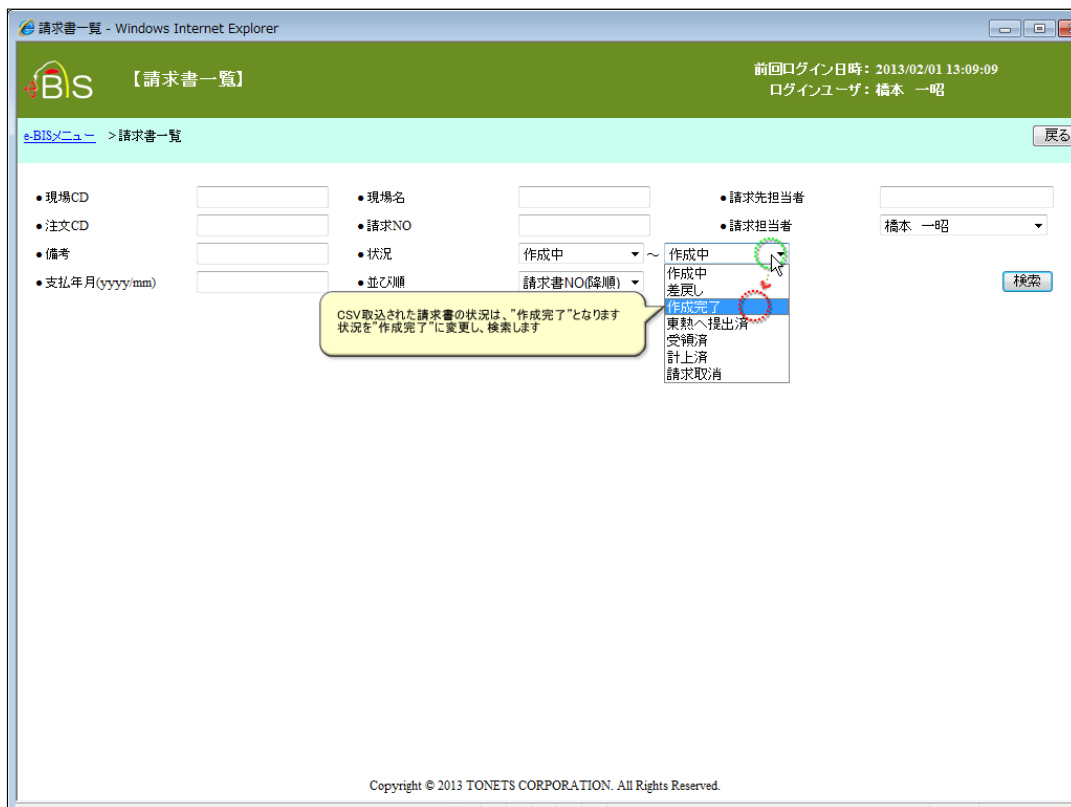 請求書一覧 - Windows Internet Explorer
eBIS 【請求書一覧】 前回ログイン日時：2013/02/01 13:09:09
ログインユーザ：橋本 一昭
e-BISメニュー >請求書一覧 戻る
●現場CD ●現場名 ●請求先担当者
●注文CD ●請求NO ●請求担当者 橋本 一昭
●備考 ●状況 作成中 ～ 作成中
●支払年月(yyyy/mm) ●並び順 請求書NO(降順) 検索
作成中
差戻し
作成完了
東熱へ提出済
受領済
計上済
請求取消
CSV取込された請求書の状況は、"作成完了"となります
状況を"作成完了"に変更し、検索します
Copyright © 2013 TONETS CORPORATION. All Rights Reserved.